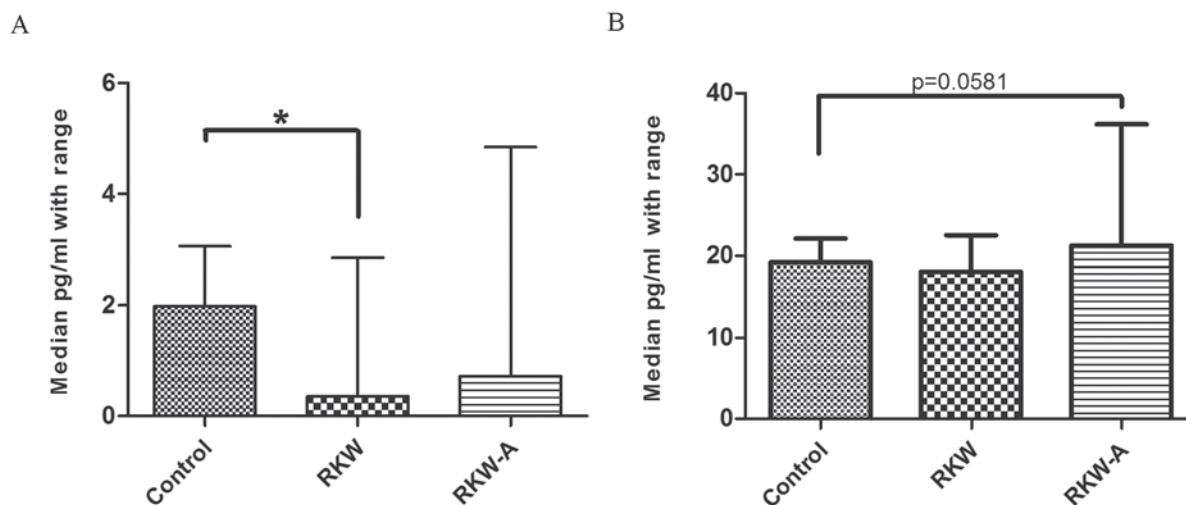 A
Median pg/ml with range
6
4
2
0
*
Control
RKW
RKW-A
B
Median pg/ml with range
40
30
20
10
0
p=0.0581
Control
RKW
RKW-A